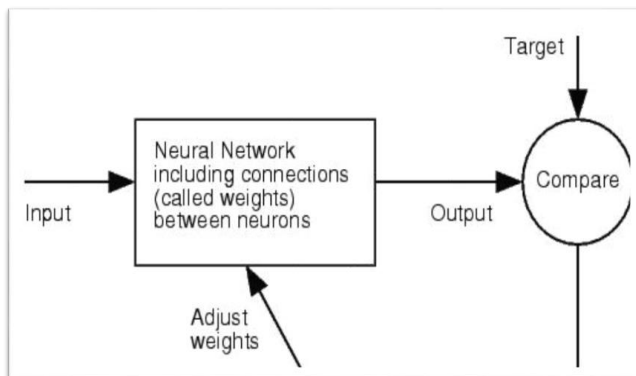 Target
Neural Network
including connections
(called weights)
between neurons
Compare
Input
Output
Adjust
weights